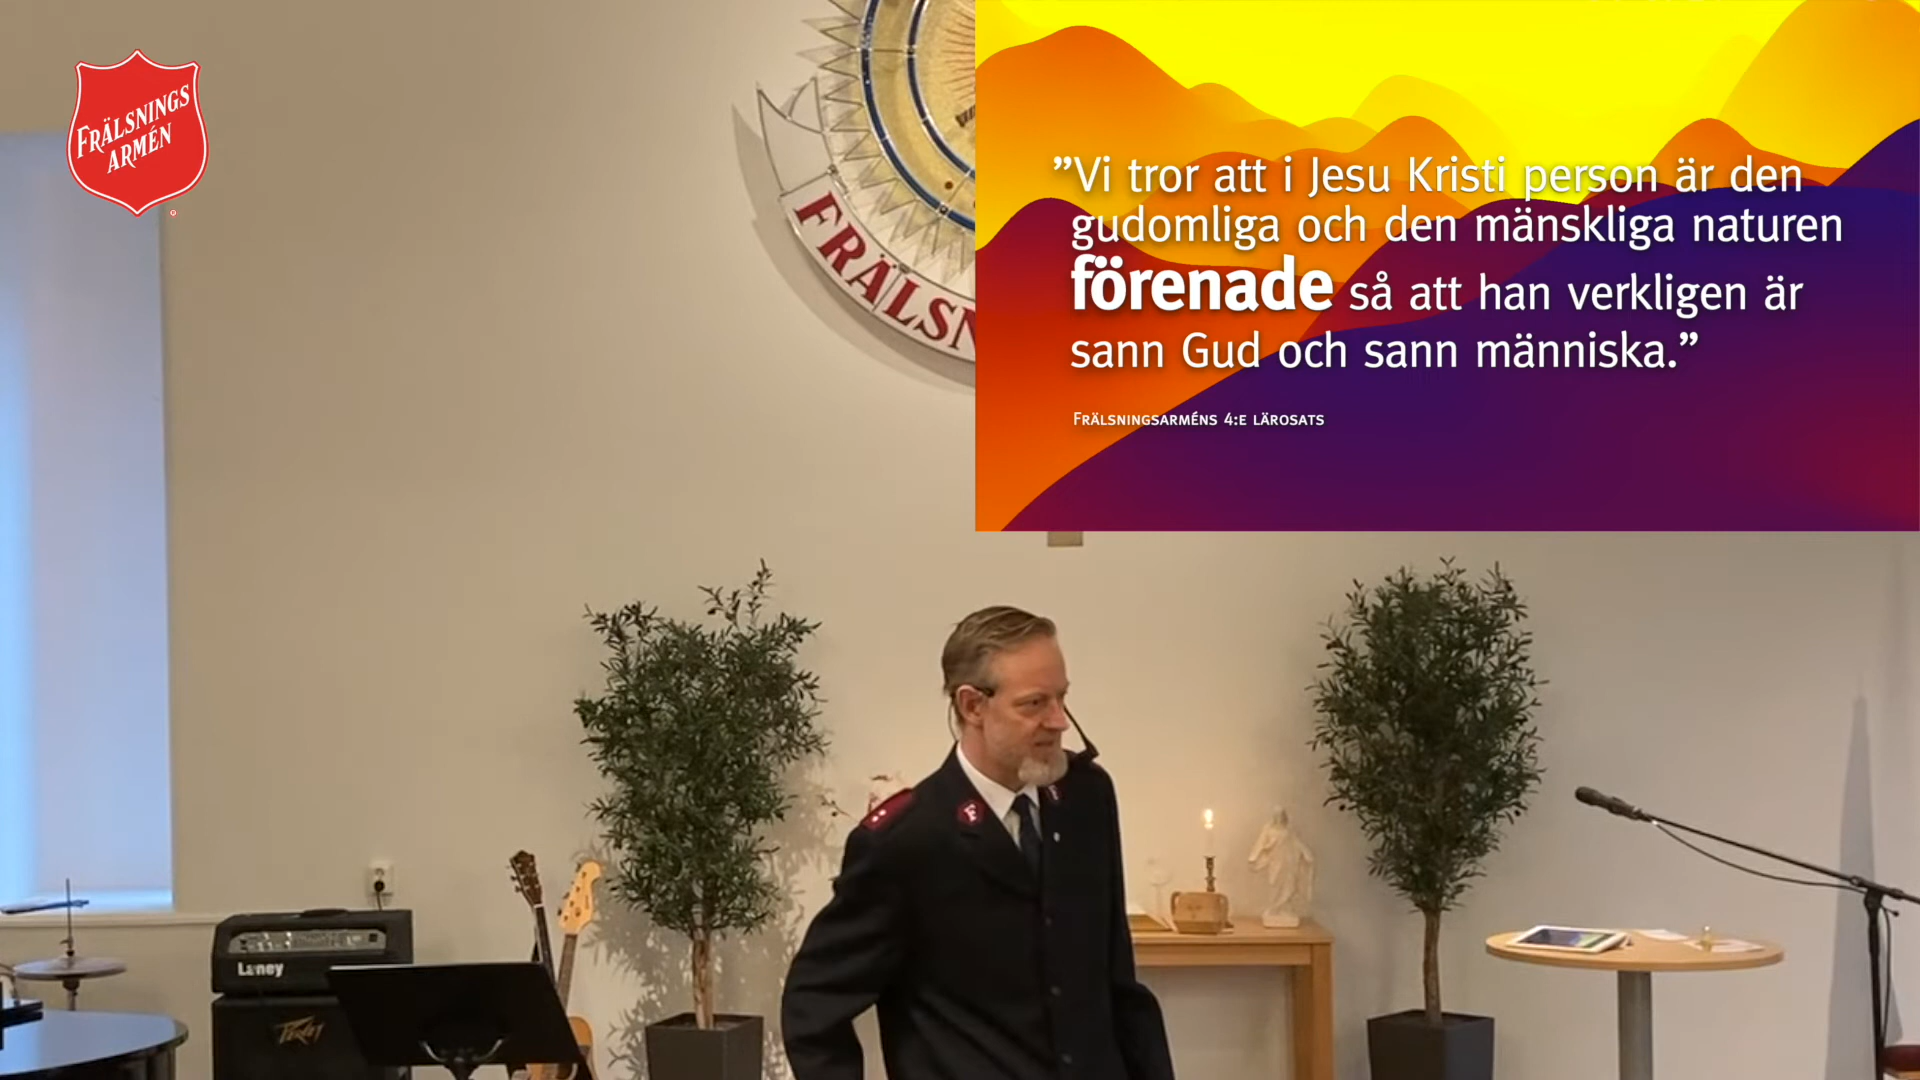 FRÄLSNINGS
ARMÉN
”Vi tror att i Jesu Kristi person är den
gudomliga och den mänskliga naturen
förenade så att han verkligen är
sann Gud och sann människa.”
Frälsningsarméns 4:e lärosats
FRÄLSN
Laney
PEAVEY